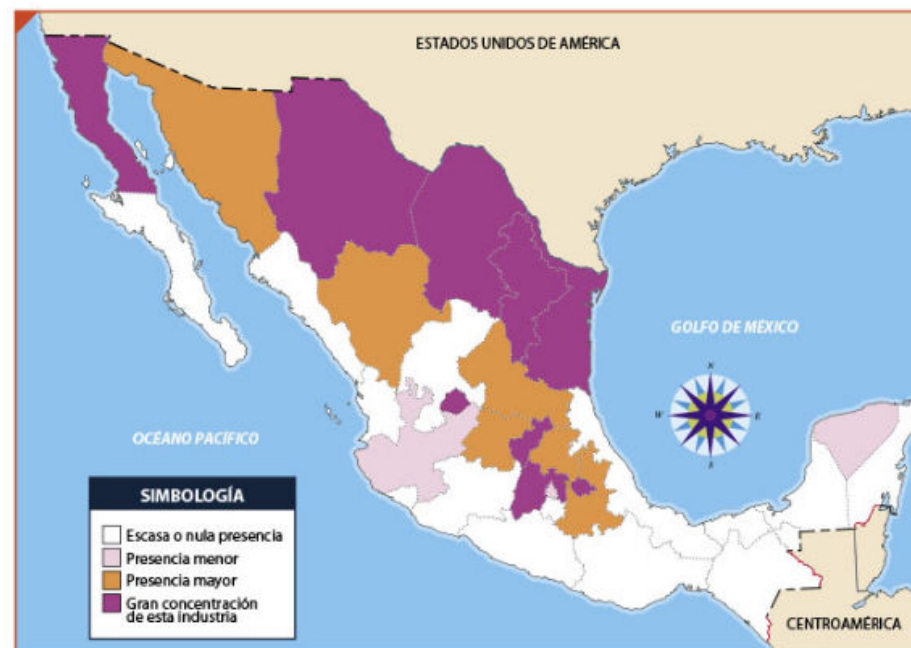 ESTADOS UNIDOS DE AMÉRICA
GOLFO DE MÉXICO
N
W
E
S
OCÉANO PACÍFICO
SIMBOLOGÍA
Escasa o nula presencia
Presencia menor
Presencia mayor
Gran concentración
de esta industria
CENTROAMÉRICA